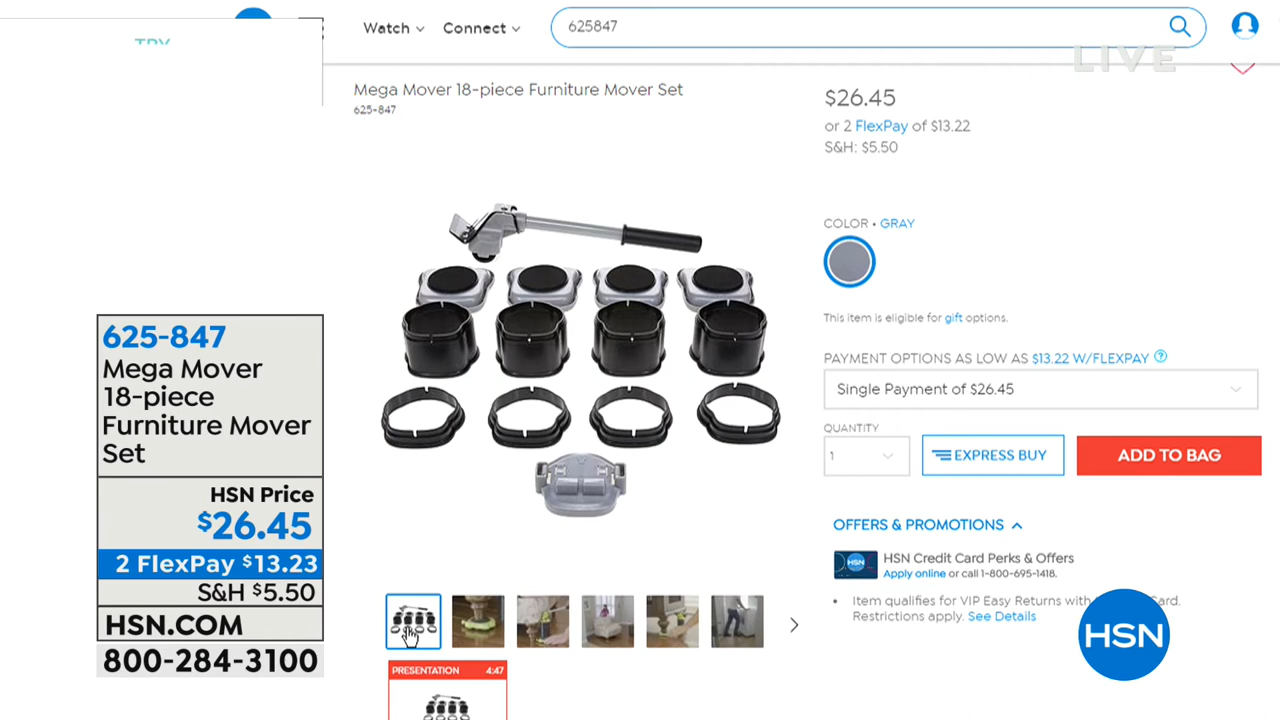 Watch
Connect
625847
LIVE
Mega Mover 18-piece Furniture Mover Set
625-847
$26.45
or 2 FlexPay of $13.22
S&H: $5.50
COLOR • GRAY
This item is eligible for gift options.
PAYMENT OPTIONS AS LOW AS $13.22 W/FLEXPAY ?
Single Payment of $26.45
QUANTITY
1
EXPRESS BUY
ADD TO BAG
OFFERS & PROMOTIONS
HSN
HSN Credit Card Perks & Offers
Apply online or call 1-800-695-1418.
• Item qualifies for VIP Easy Returns with Card.
Restrictions apply. See Details
HSN
PRESENTATION 4:47
625-847
Mega Mover
18-piece
Furniture Mover
Set
HSN Price
$26.45
2 FlexPay $13.23
S&H $5.50
HSN.COM
800-284-3100